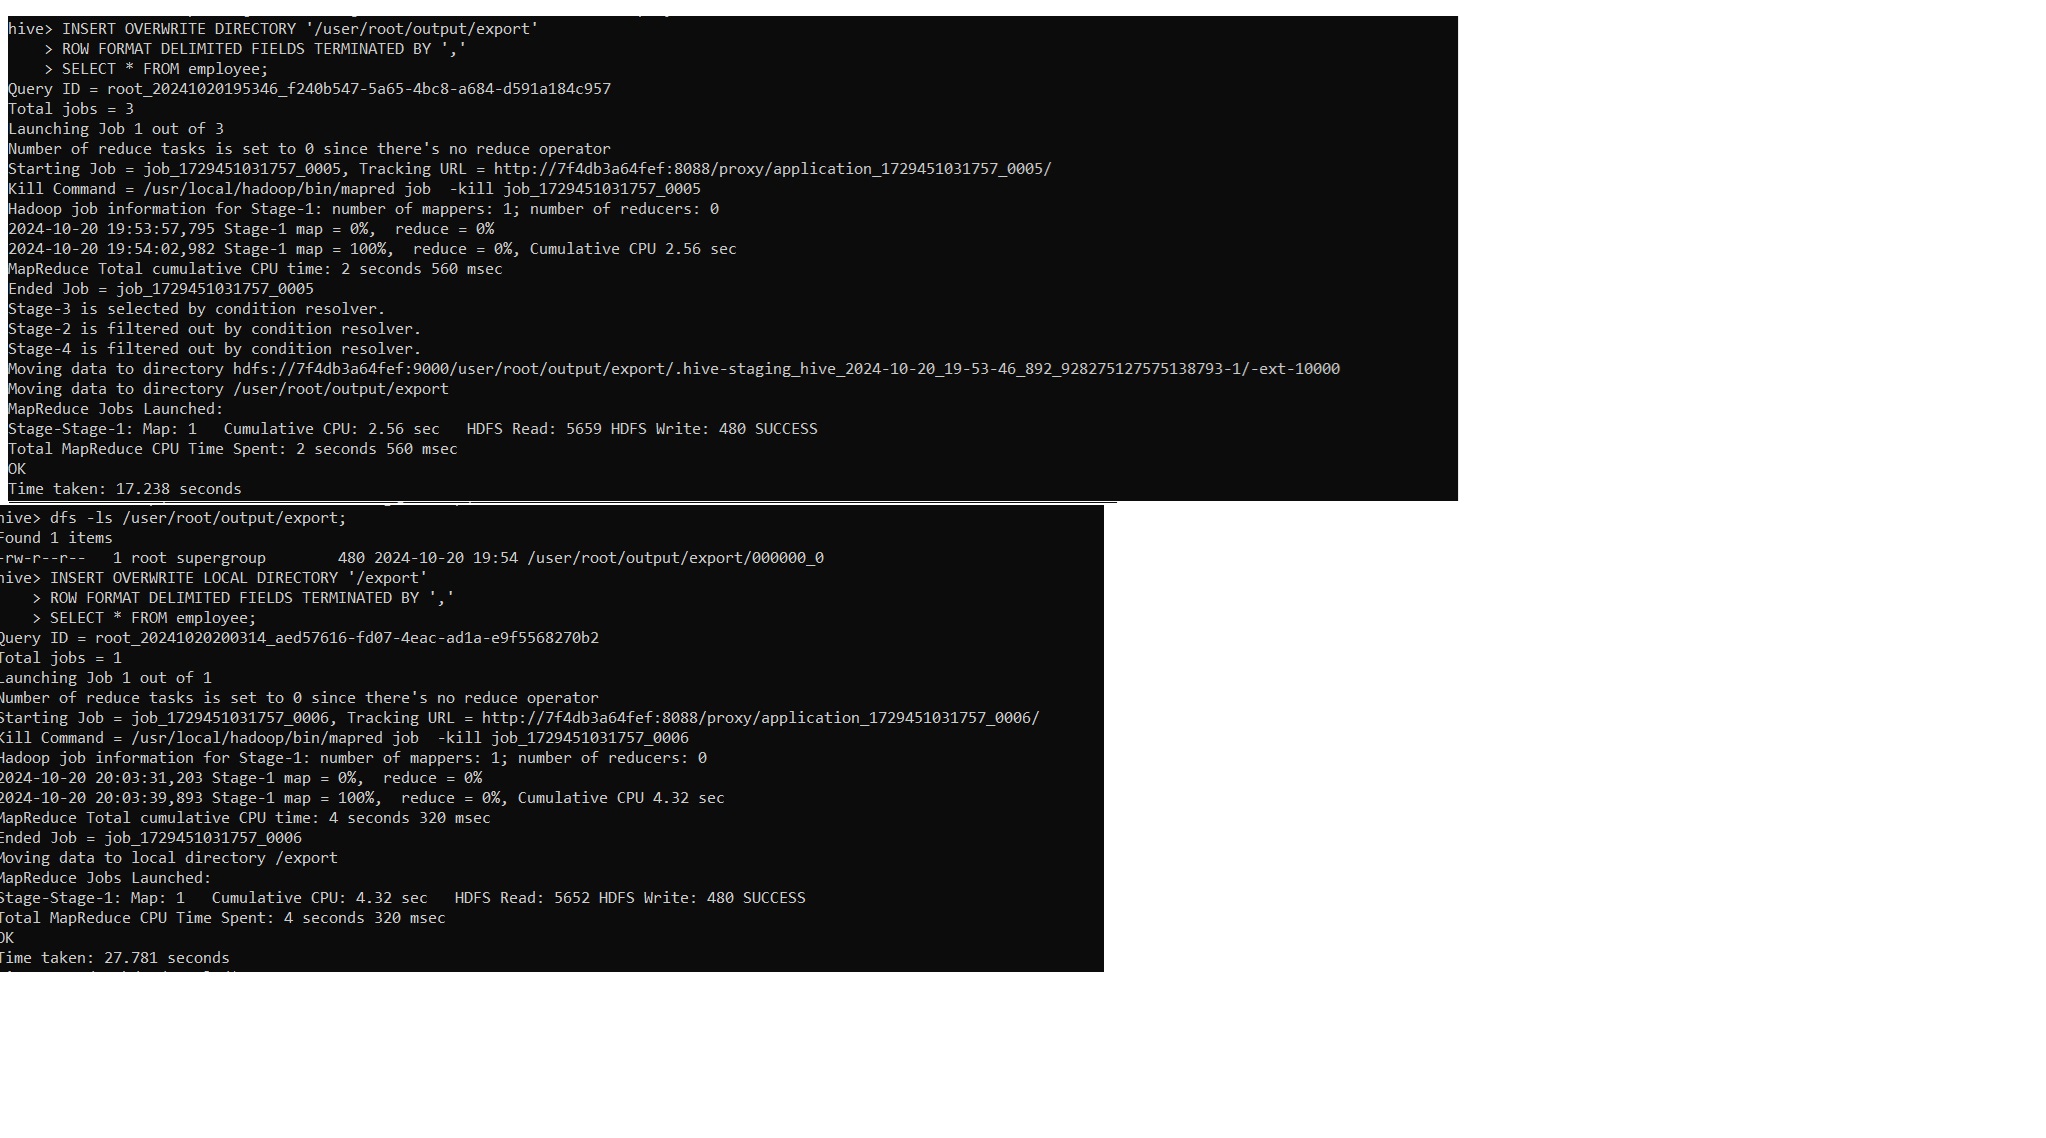 hive> INSERT OVERWRITE DIRECTORY '/user/root/output/export'
    > ROW FORMAT DELIMITED FIELDS TERMINATED BY ','
    > SELECT * FROM employee;
Query ID = root_20241020195346_f240b547-5a65-4bc8-a684-d591a184c957
Total jobs = 3
Launching Job 1 out of 3
Number of reduce tasks is set to 0 since there's no reduce operator
Starting Job = job_1729451031757_0005, Tracking URL = http://7f4db3a64fef:8088/proxy/application_1729451031757_0005/
Kill Command = /usr/local/hadoop/bin/mapred job  -kill job_1729451031757_0005
Hadoop job information for Stage-1: number of mappers: 1; number of reducers: 0
2024-10-20 19:53:57,795 Stage-1 map = 0%,  reduce = 0%
2024-10-20 19:54:02,982 Stage-1 map = 100%,  reduce = 0%, Cumulative CPU 2.56 sec
MapReduce Total cumulative CPU time: 2 seconds 560 msec
Ended Job = job_1729451031757_0005
Stage-3 is selected by condition resolver.
Stage-2 is filtered out by condition resolver.
Stage-4 is filtered out by condition resolver.
Moving data to directory hdfs://7f4db3a64fef:9000/user/root/output/export/.hive-staging_hive_2024-10-20_19-53-46_892_928275127575138793-1/-ext-10000
Moving data to directory /user/root/output/export
MapReduce Jobs Launched:
Stage-Stage-1: Map: 1   Cumulative CPU: 2.56 sec   HDFS Read: 5659 HDFS Write: 480 SUCCESS
Total MapReduce CPU Time Spent: 2 seconds 560 msec
OK
Time taken: 17.238 seconds
hive> dfs -ls /user/root/output/export;
Found 1 items
-rw-r--r--   1 root supergroup        480 2024-10-20 19:54 /user/root/output/export/000000_0
hive> INSERT OVERWRITE LOCAL DIRECTORY '/export'
    > ROW FORMAT DELIMITED FIELDS TERMINATED BY ','
    > SELECT * FROM employee;
Query ID = root_20241020200314_aed57616-fd07-4eac-ad1a-e9f5568270b2
Total jobs = 1
Launching Job 1 out of 1
Number of reduce tasks is set to 0 since there's no reduce operator
Starting Job = job_1729451031757_0006, Tracking URL = http://7f4db3a64fef:8088/proxy/application_1729451031757_0006/
Kill Command = /usr/local/hadoop/bin/mapred job  -kill job_1729451031757_0006
Hadoop job information for Stage-1: number of mappers: 1; number of reducers: 0
2024-10-20 20:03:31,203 Stage-1 map = 0%,  reduce = 0%
2024-10-20 20:03:39,893 Stage-1 map = 100%,  reduce = 0%, Cumulative CPU 4.32 sec
MapReduce Total cumulative CPU time: 4 seconds 320 msec
Ended Job = job_1729451031757_0006
Moving data to local directory /export
MapReduce Jobs Launched:
Stage-Stage-1: Map: 1   Cumulative CPU: 4.32 sec   HDFS Read: 5652 HDFS Write: 480 SUCCESS
Total MapReduce CPU Time Spent: 4 seconds 320 msec
OK
Time taken: 27.781 seconds